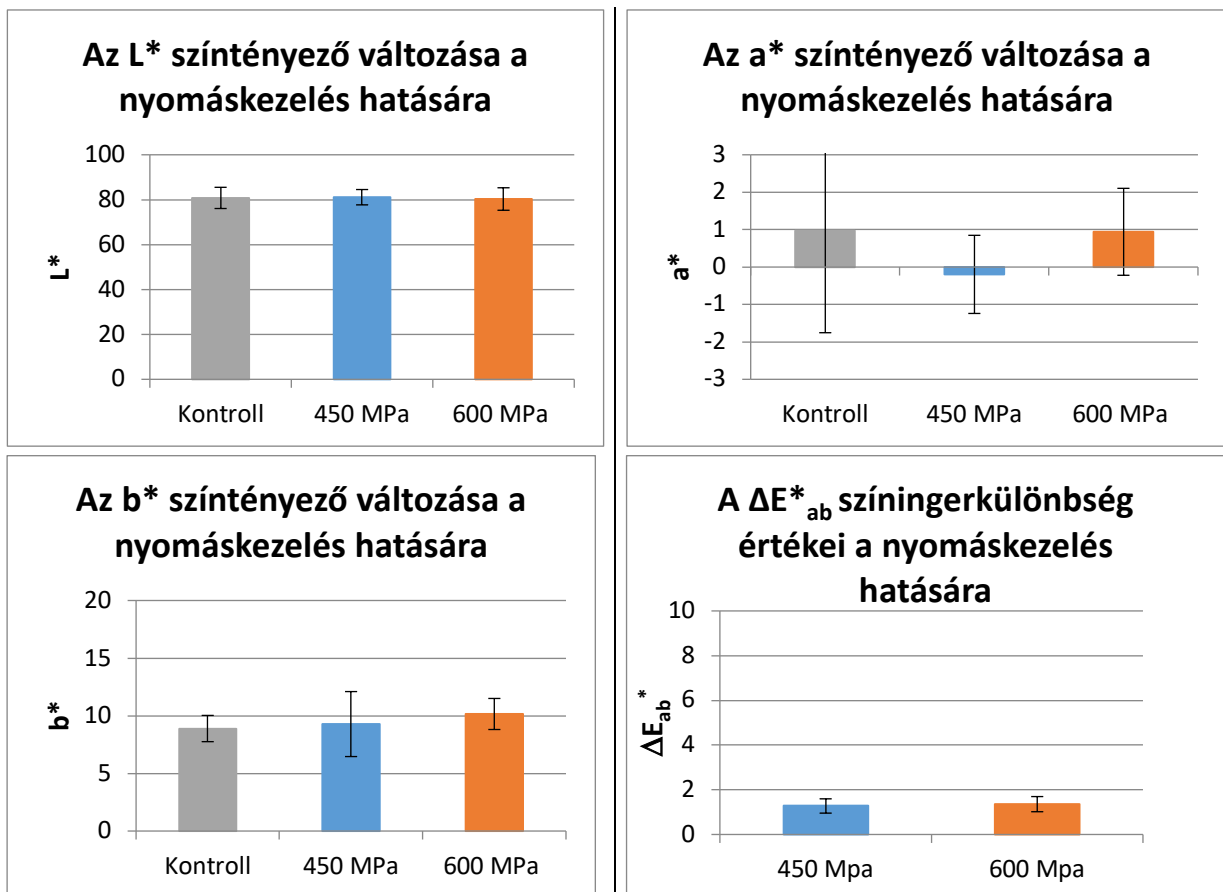 Az L* színtényező változása a
nyomáskezelés hatására
100
80
60
40
20
0
L*
Kontroll 450 MPa 600 MPa
Az a* színtényező változása a
nyomáskezelés hatására
3
2
1
0
-1
-2
-3
a*
Kontroll 450 MPa 600 MPa
Az b* színtényező változása a
nyomáskezelés hatására
20
15
10
5
0
b*
Kontroll 450 MPa 600 MPa
A ΔE*ab színingerkülönbség
értékei a nyomáskezelés
hatására
10
8
6
4
2
0
ΔEab*
450 Mpa 600 Mpa